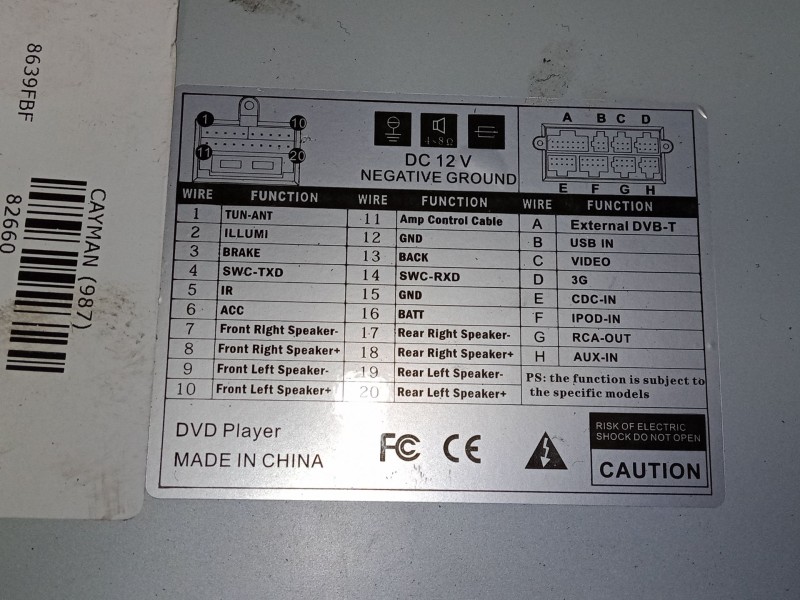 8639FBF
CAYMAN (987)
82660
1 10
11 20
4~8Ω
DC 12 V
NEGATIVE GROUND
A B C D
E F G H
WIRE FUNCTION WIRE FUNCTION WIRE FUNCTION
1 TUN-ANT 11 Amp Control Cable A External DVB-T
2 ILLUMI 12 GND B USB IN
3 BRAKE 13 BACK C VIDEO
4 SWC-TXD 14 SWC-RXD D 3G
5 IR 15 GND E CDC-IN
6 ACC 16 BATT F IPOD-IN
7 Front Right Speaker- 17 Rear Right Speaker- G RCA-OUT
8 Front Right Speaker+ 18 Rear Right Speaker+ H AUX-IN
9 Front Left Speaker- 19 Rear Left Speaker-
10 Front Left Speaker+ 20 Rear Left Speaker+
PS: the function is subject to
the specific models
DVD Player
MADE IN CHINA
FC CE
RISK OF ELECTRIC
SHOCK DO NOT OPEN
CAUTION